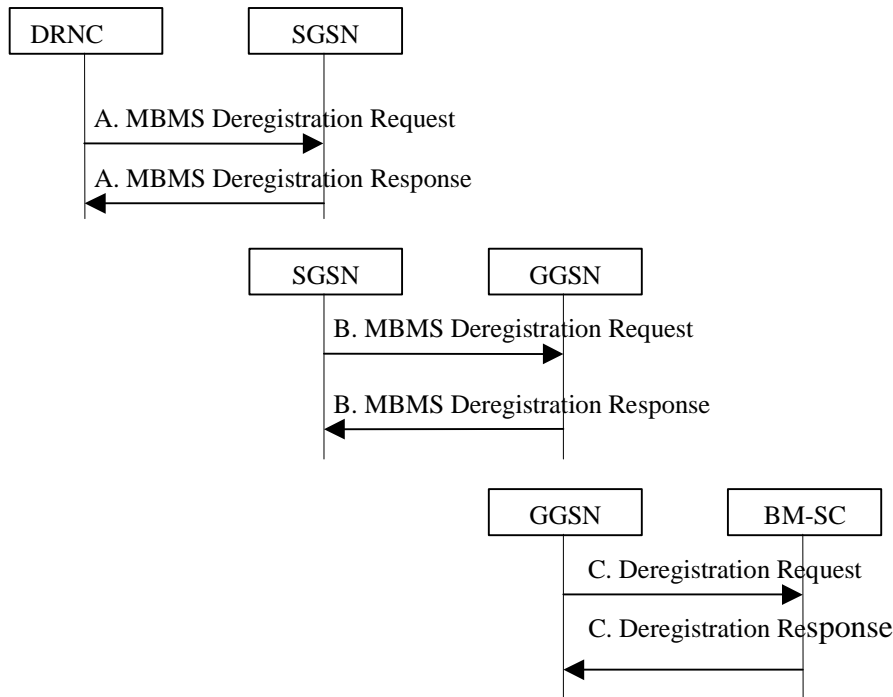 DRNC SGSN
A. MBMS Deregistration Request
A. MBMS Deregistration Response
SGSN GGSN
B. MBMS Deregistration Request
B. MBMS Deregistration Response
GGSN BM-SC
C. Deregistration Request
C. Deregistration Response